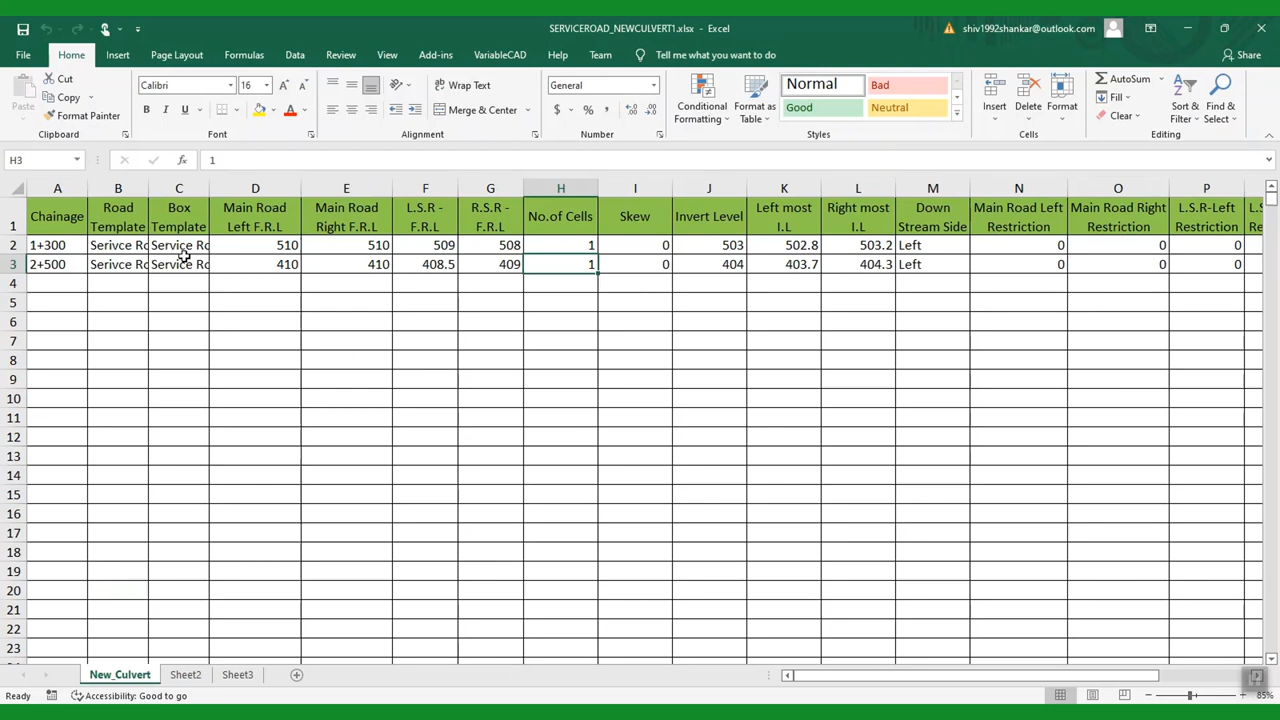 SERVICEROAD_NEWCULVERT1.xlsx - Excel
shiv1992shankar@outlook.com
File Home Insert Page Layout Formulas Data Review View Add-ins VariableCAD Help Team Tell me what you want to do Share
Paste
Cut
Copy
Format Painter
Clipboard
Calibri 16
B I U
Font
Wrap Text
Merge & Center
Alignment
General
$ %
Number
Conditional Formatting
Format as Table
Normal Bad
Good Neutral
Styles
Insert Delete Format
Cells
AutoSum
Fill
Clear
Sort & Filter
Find & Select
Editing
H3 fx 1
A B C D E F G H I J K L M N O P
1 Chainage Road Template Box Template Main Road Left F.R.L Main Road Right F.R.L L.S.R - F.R.L R.S.R - F.R.L No.of Cells Skew Invert Level Left most I.L Right most I.L Down Stream Side Main Road Left Restriction Main Road Right Restriction L.S.R-Left Restriction L.S Re
2 1+300 Serivce Ro Service Ro 510 510 509 508 1 0 503 502.8 503.2 Left 0 0 0
3 2+500 Serivce Ro Service Ro 410 410 408.5 409 1 0 404 403.7 404.3 Left 0 0 0
4
5
6
7
8
9
10
11
12
13
14
15
16
17
18
19
20
21
22
23
New_Culvert Sheet2 Sheet3
Ready Accessibility: Good to go 85%